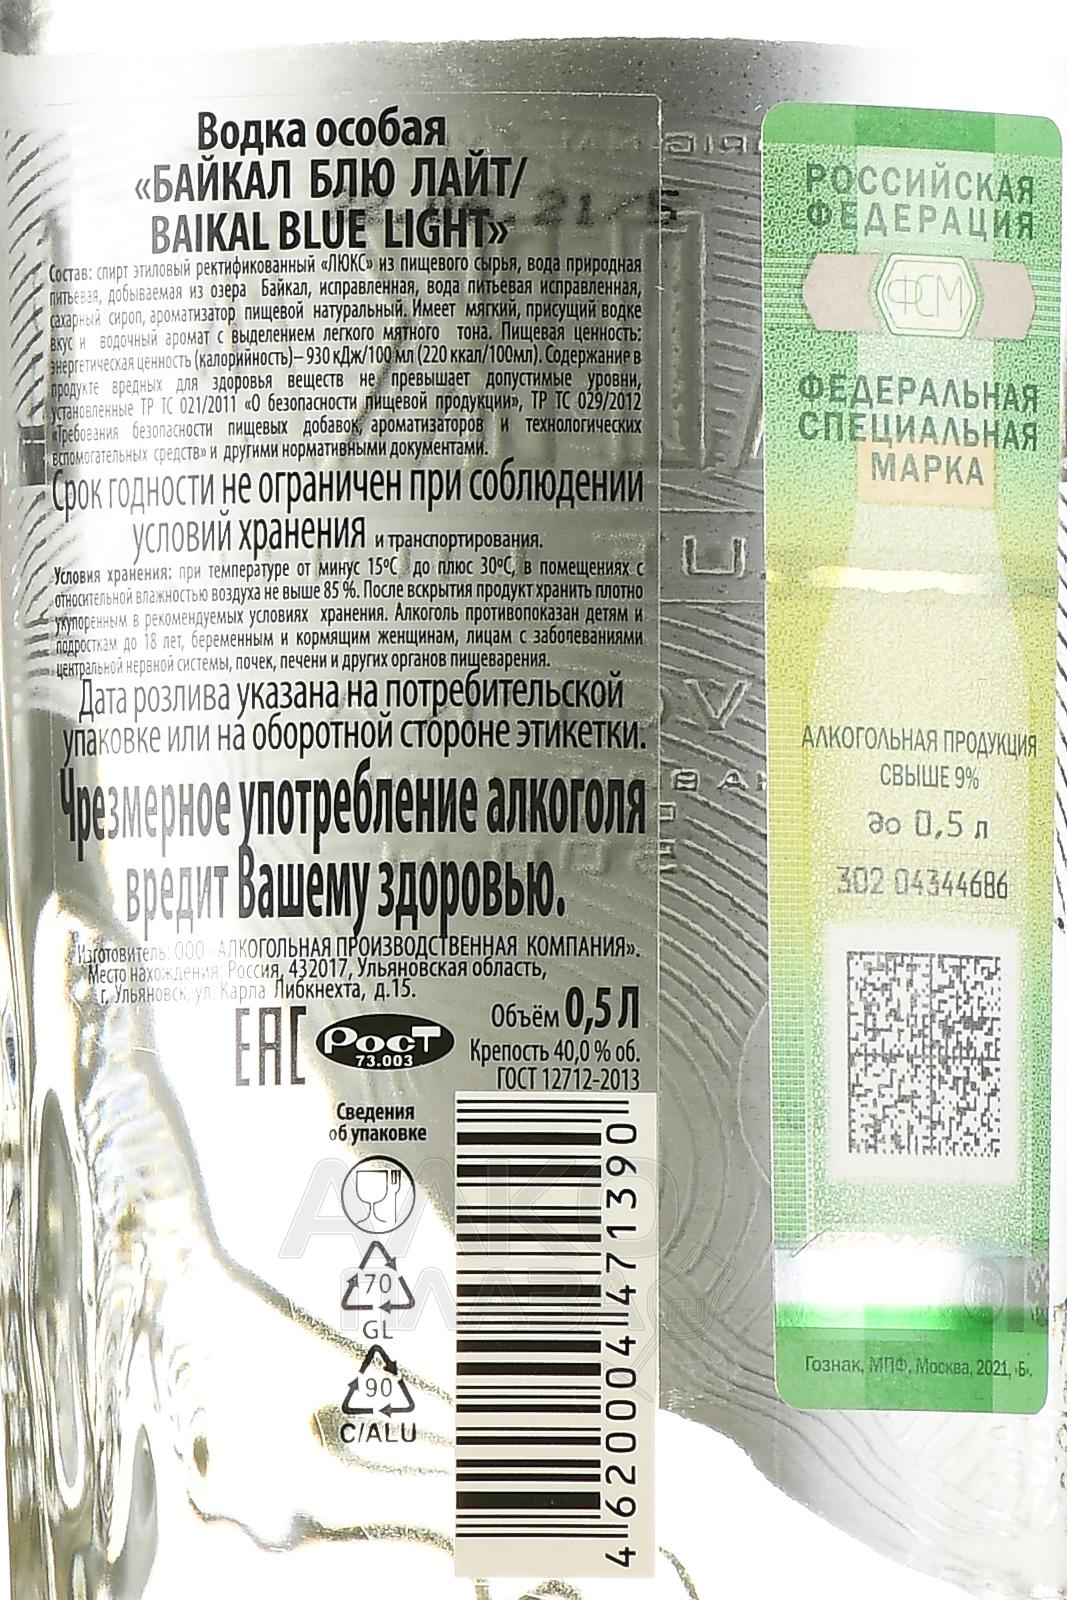 Водка особая
«БАЙКАЛ БЛЮ ЛАЙТ/
BAIKAL BLUE LIGHT»
Состав: спирт этиловый ректификованный «ЛЮКС» из пищевого сырья, вода природная
питьевая, добываемая из озера Байкал, исправленная, вода питьевая исправленная,
сахарный сироп, ароматизатор пищевой натуральный. Имеет мягкий, присущий водке
вкус и водочный аромат с выделением легкого мятного тона. Пищевая ценность:
энергетическая ценность (калорийность)– 930 кДж/100 мл (220 ккал/100мл). Содержание в
продукте вредных для здоровья веществ не превышает допустимые уровни,
установленные ТР ТС 021/2011 «О безопасности пищевой продукции», ТР ТС 029/2012
«Требования безопасности пищевых добавок, ароматизаторов и технологических
вспомогательных средств» и другими нормативными документами.
Срок годности не ограничен при соблюдении
условий хранения и транспортирования.
Условия хранения: при температуре от минус 15ºС до плюс 30ºС, в помещениях с
относительной влажностью воздуха не выше 85 %. После вскрытия продукт хранить плотно
укупоренным в рекомендуемых условиях хранения. Алкоголь противопоказан детям и
подросткам до 18 лет, беременным и кормящим женщинам, лицам с заболеваниями
центральной нервной системы, почек, печени и других органов пищеварения.
Дата розлива указана на потребительской
упаковке или на оборотной стороне этикетки.
Чрезмерное употребление алкоголя
вредит Вашему здоровью.
Изготовитель: ООО «АЛКОГОЛЬНАЯ ПРОИЗВОДСТВЕННАЯ КОМПАНИЯ».
Место нахождения: Россия, 432017, Ульяновская область,
г. Ульяновск, ул. Карла Либкнехта, д.15.
EAC
РосТ
73.003
Объём 0,5 Л
Крепость 40,0 % об.
ГОСТ 12712-2013
Сведения
об упаковке
70
GL
90
C/ALU
4620004471390
РОССИЙСКАЯ
ФЕДЕРАЦИЯ
ФСМ
ФЕДЕРАЛЬНАЯ
СПЕЦИАЛЬНАЯ
МАРКА
АЛКОГОЛЬНАЯ ПРОДУКЦИЯ
СВЫШЕ 9%
до 0,5 л
302 04344686
Гознак, МПФ, Москва, 2021, «Б».
АЛКО
ПЛАЗА
.ru